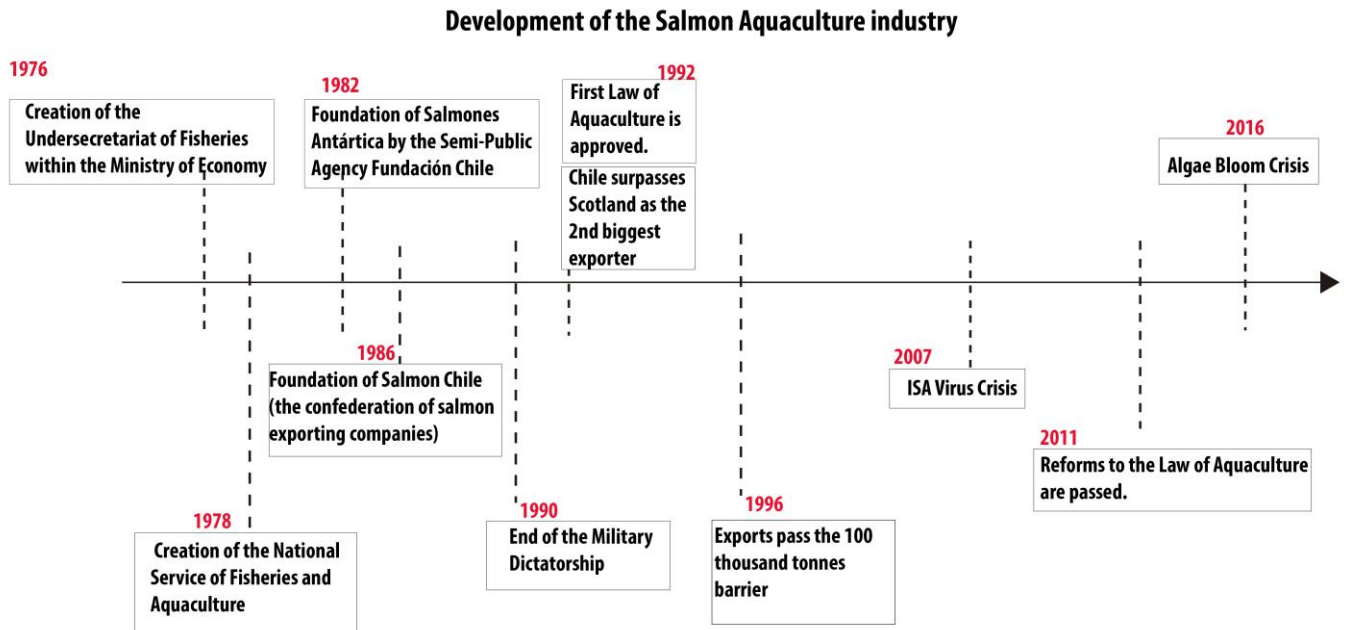 Development of the Salmon Aquaculture industry
1976
Creation of the
Undersecretariat of Fisheries
within the Ministry of Economy
1982
Foundation of Salmones
Antártica by the Semi-Public
Agency Fundación Chile
1992
First Law of
Aquaculture is
approved.
Chile surpasses
Scotland as the
2nd biggest
exporter
2016
Algae Bloom Crisis
1986
Foundation of Salmon Chile
(the confederation of salmon
exporting companies)
2007
ISA Virus Crisis
2011
Reforms to the Law of Aquaculture
are passed.
1978
Creation of the National
Service of Fisheries and
Aquaculture
1990
End of the Military
Dictatorship
1996
Exports pass the 100
thousand tonnes
barrier